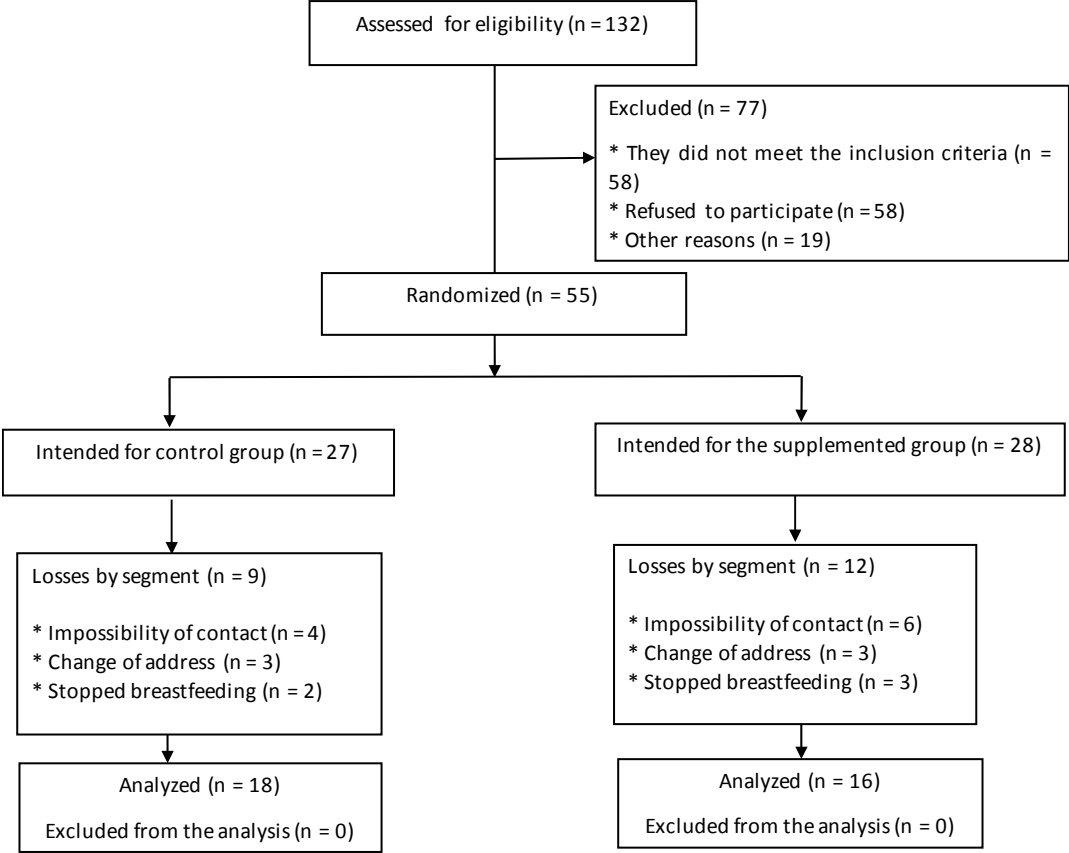 Assessed for eligibility (n = 132)
Excluded (n = 77)
* They did not meet the inclusion criteria (n =
58)
* Refused to participate (n = 58)
* Other reasons (n = 19)
Randomized (n = 55)
Intended for control group (n = 27)
Intended for the supplemented group (n = 28)
Losses by segment (n = 9)
* Impossibility of contact (n = 4)
* Change of address (n = 3)
* Stopped breastfeeding (n = 2)
Losses by segment (n = 12)
* Impossibility of contact (n = 6)
* Change of address (n = 3)
* Stopped breastfeeding (n = 3)
Analyzed (n = 18)
Excluded from the analysis (n = 0)
Analyzed (n = 16)
Excluded from the analysis (n = 0)